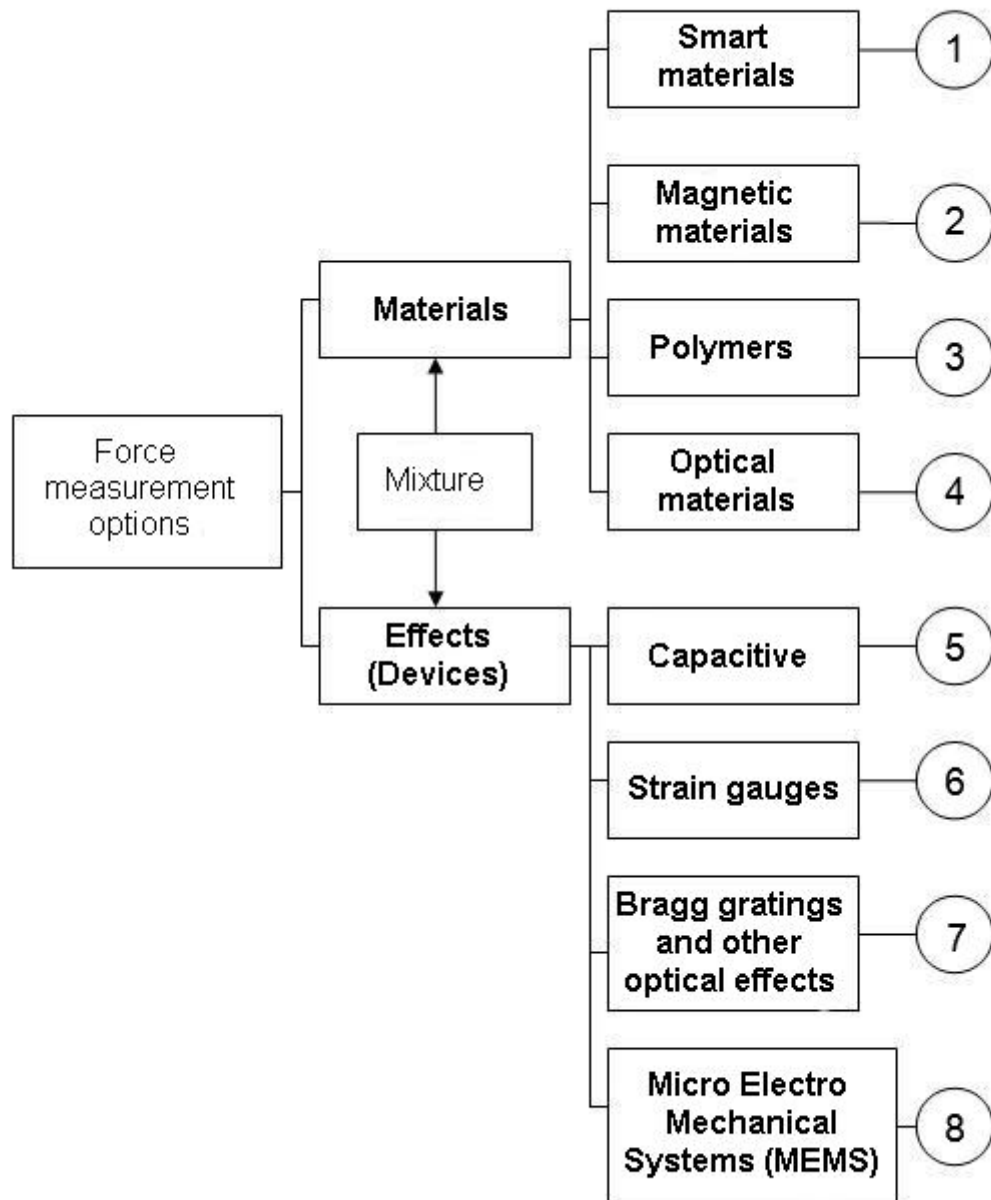 Smart
materials
1
Magnetic
materials
2
Materials
Polymers
3
Force
measurement
options
Mixture
Optical
materials
4
Effects
(Devices)
Capacitive
5
Strain gauges
6
Bragg gratings
and other
optical effects
7
Micro Electro
Mechanical
Systems (MEMS)
8